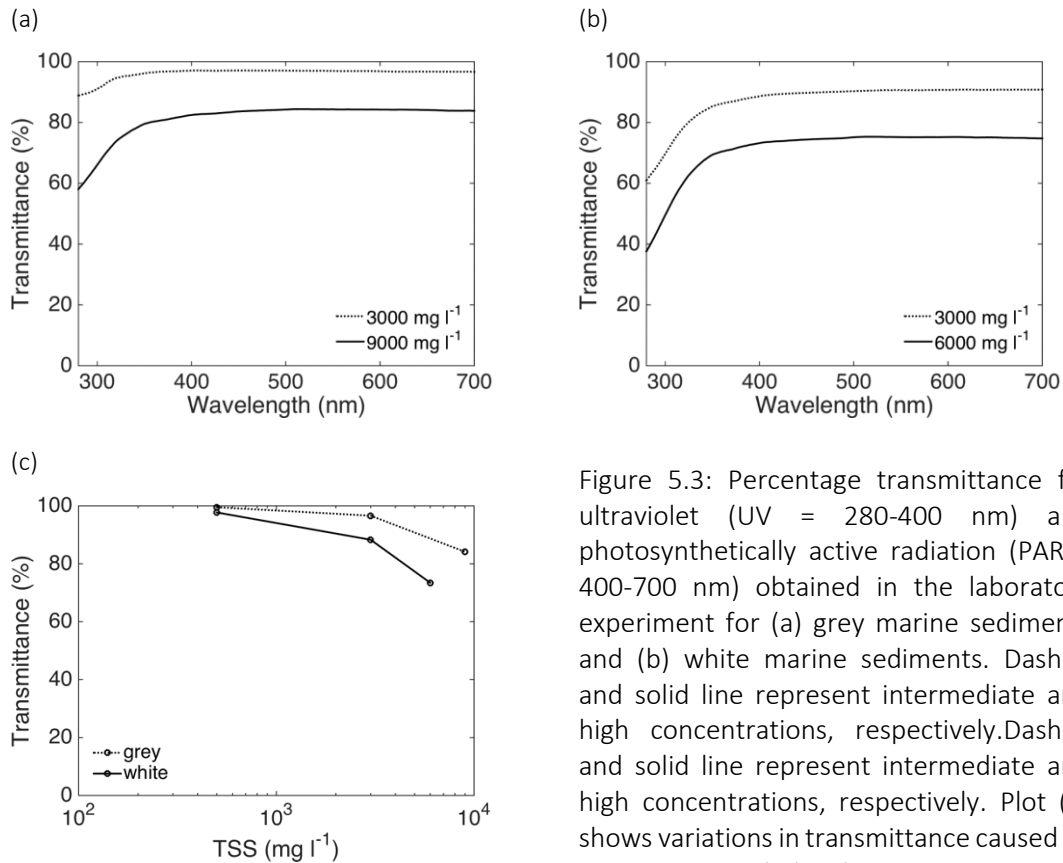 (a)
100
80
60
40
20
0
Transmittance (%)
3000 mg l⁻¹
9000 mg l⁻¹
300 400 500 600 700
Wavelength (nm)
(b)
100
80
60
40
20
0
Transmittance (%)
3000 mg l⁻¹
6000 mg l⁻¹
300 400 500 600 700
Wavelength (nm)
(c)
100
80
60
40
20
0
Transmittance (%)
grey
white
10² 10³ 10⁴
TSS (mg l⁻¹)
Figure 5.3: Percentage transmittance
ultraviolet (UV = 280-400 nm)
photosynthetically active radiation (PAR
400-700 nm) obtained in the
experiment for (a) grey marine
and (b) white marine sediments.
and solid line represent intermediate
high concentrations, respectively.
and solid line represent intermediate
high concentrations, respectively. Plot
shows variations in transmittance caused